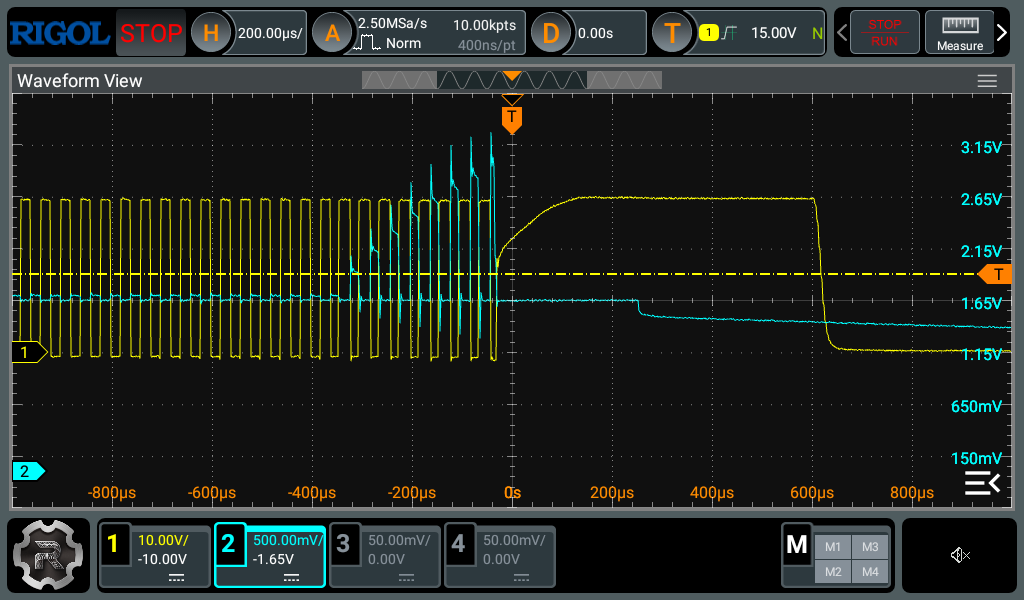 RIGOL STOP H 200.00µs/ A 2.50MSa/s 10.00kpts D 0.00s T 1 15.00V N STOP
Norm 400ns/pt RUN Measure
Waveform View
T
3.15V
2.65V
2.15V
T
1.65V
1
1.15V
650mV
150mV
2
-800µs -600µs -400µs -200µs 0s 200µs 400µs 600µs 800µs
1 10.00V/ 2 500.00mV/ 3 50.00mV/ 4 50.00mV/ M M1 M3
-10.00V -1.65V 0.00V 0.00V M2 M4
R